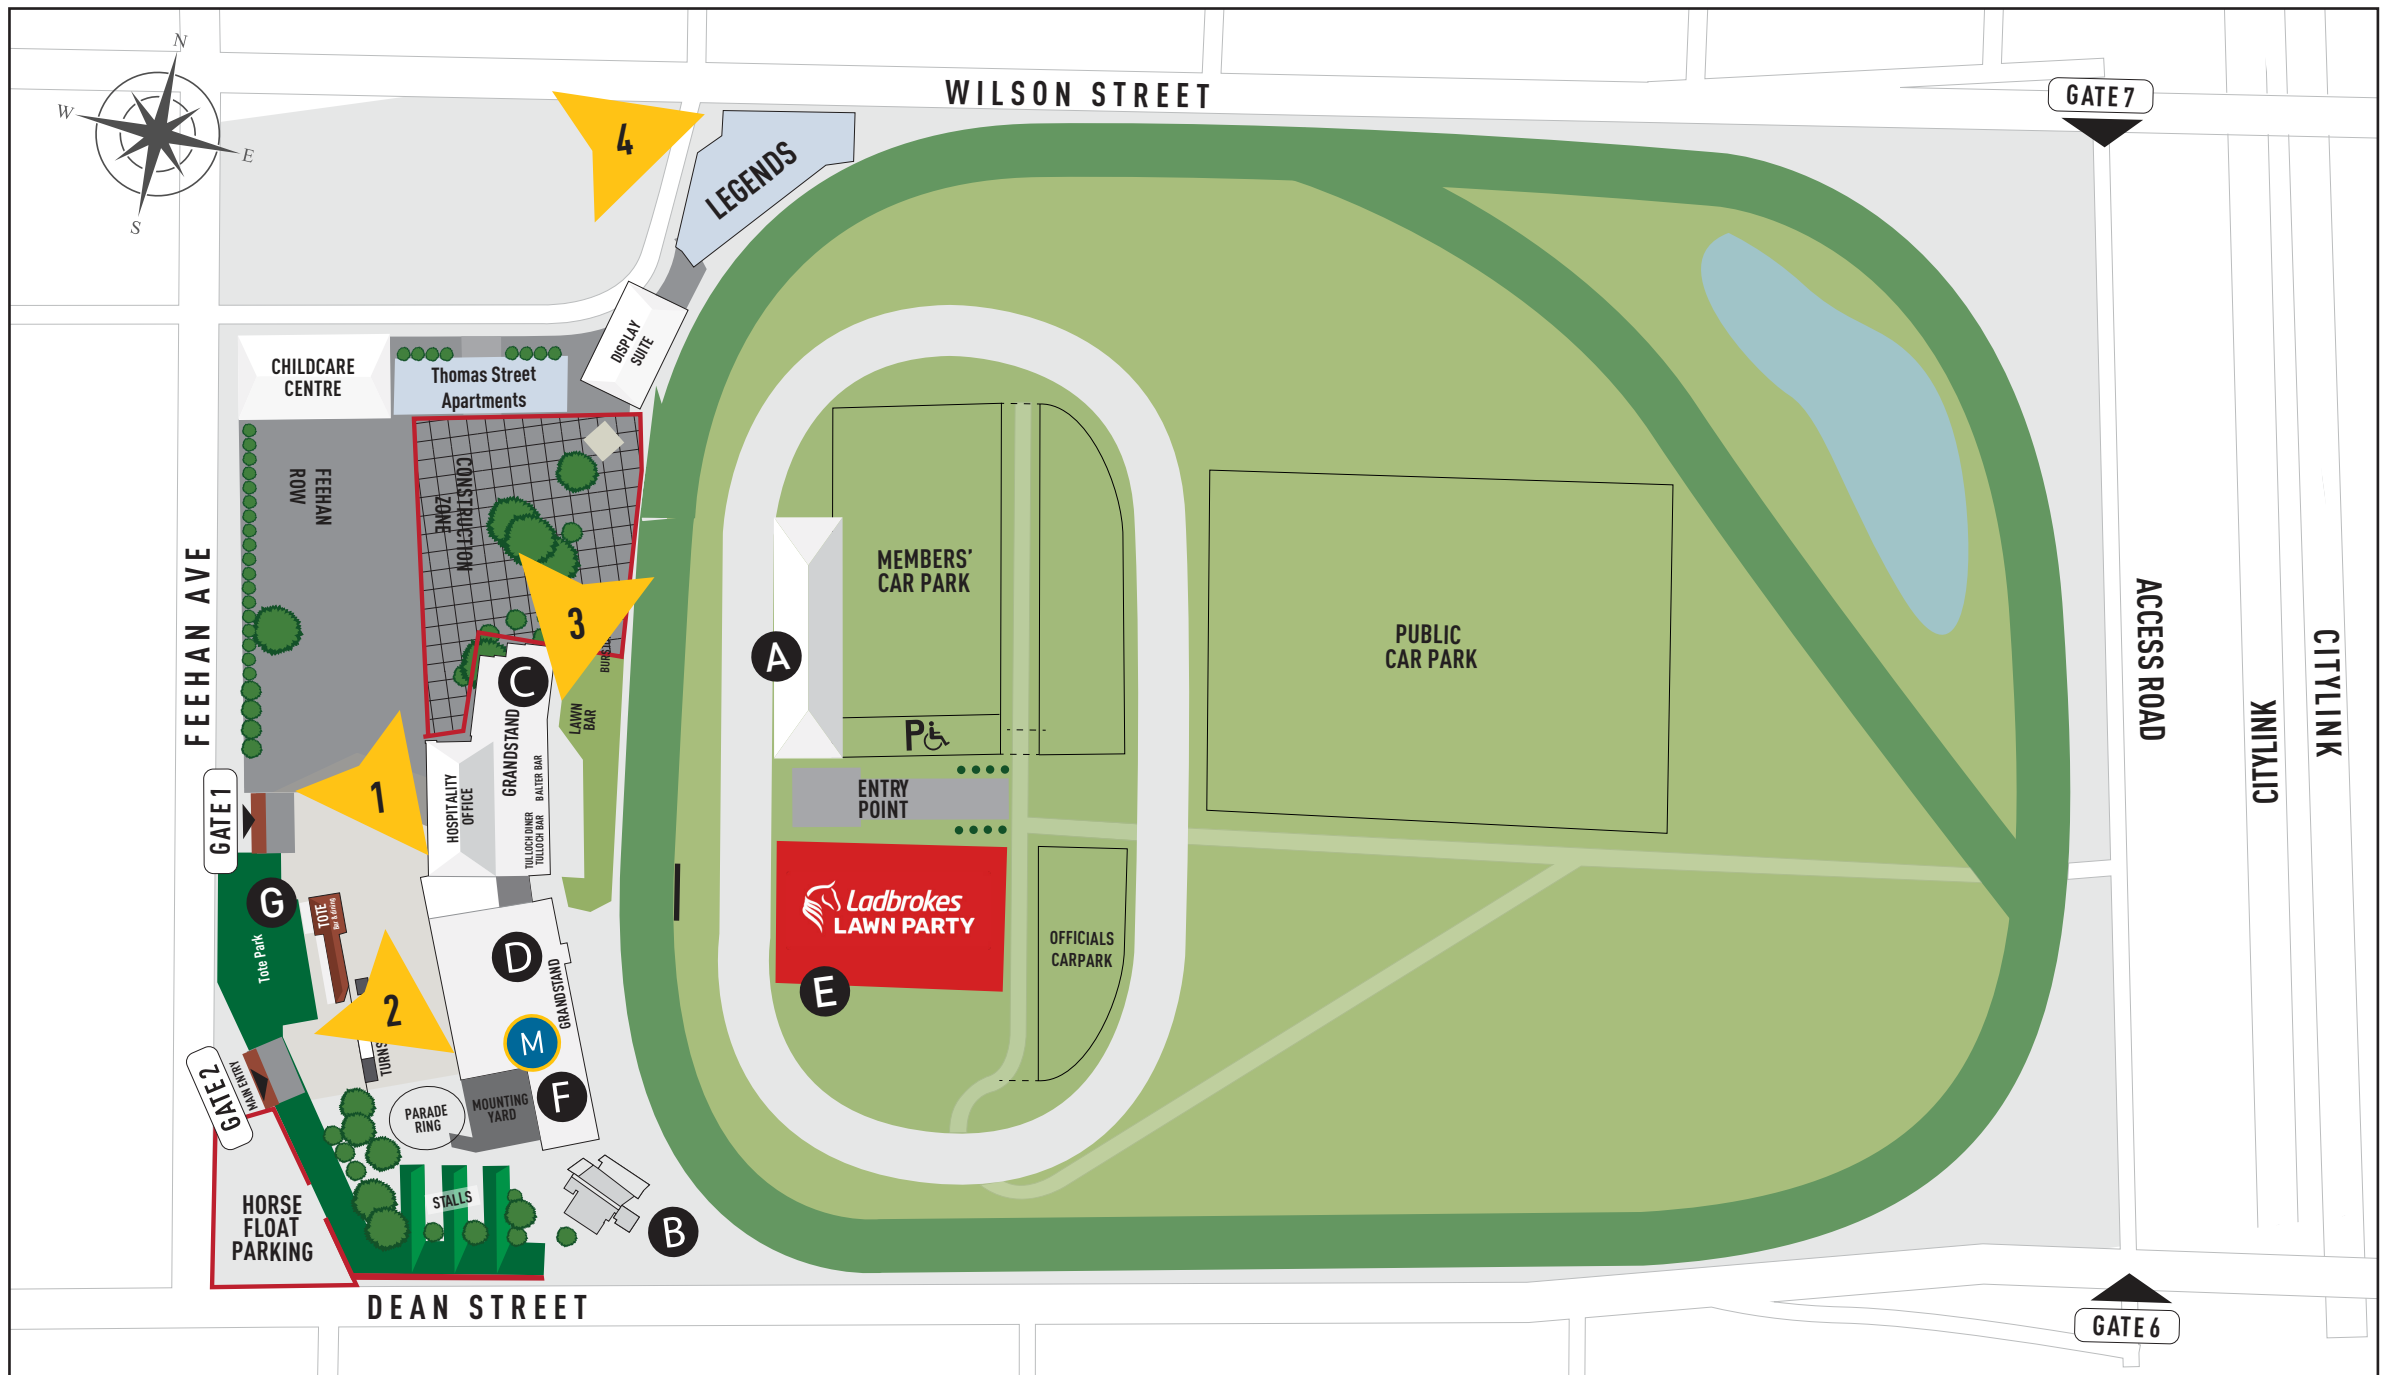 N
W
E
S
WILSON STREET
GATE 7
4
LEGENDS
DISPLAY
SUITE
CHILDCARE
CENTRE
Thomas Street
Apartments
FEEHAN
ROW
CONSTRUCTION
ZONE
FEEHAN AVE
3
C
LAWN
BAR
GRANDSTAND
BALTER BAR
TULLOCH DINER
TULLOCH BAR
HOSPITALITY
OFFICE
1
GATE 1
A
MEMBERS'
CAR PARK
P
ENTRY
POINT
PUBLIC
CAR PARK
ACCESS ROAD
CITYLINK
CITYLINK
G
Tote Park
TOTE
Bar & dining
2
D
GRANDSTAND
M
F
Ladbrokes
LAWN PARTY
E
OFFICIALS
CARPARK
GATE 2
MAIN ENTRY
PARADE
RING
MOUNTING
YARD
STALLS
B
HORSE
FLOAT
PARKING
DEAN STREET
GATE 6